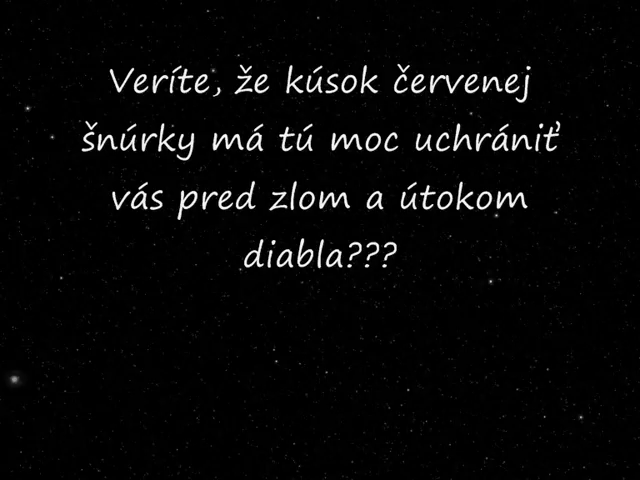 Veríte, že kúsok červenej
šnúrky má tú moc uchrániť
vás pred zlom a útokom
diabla???